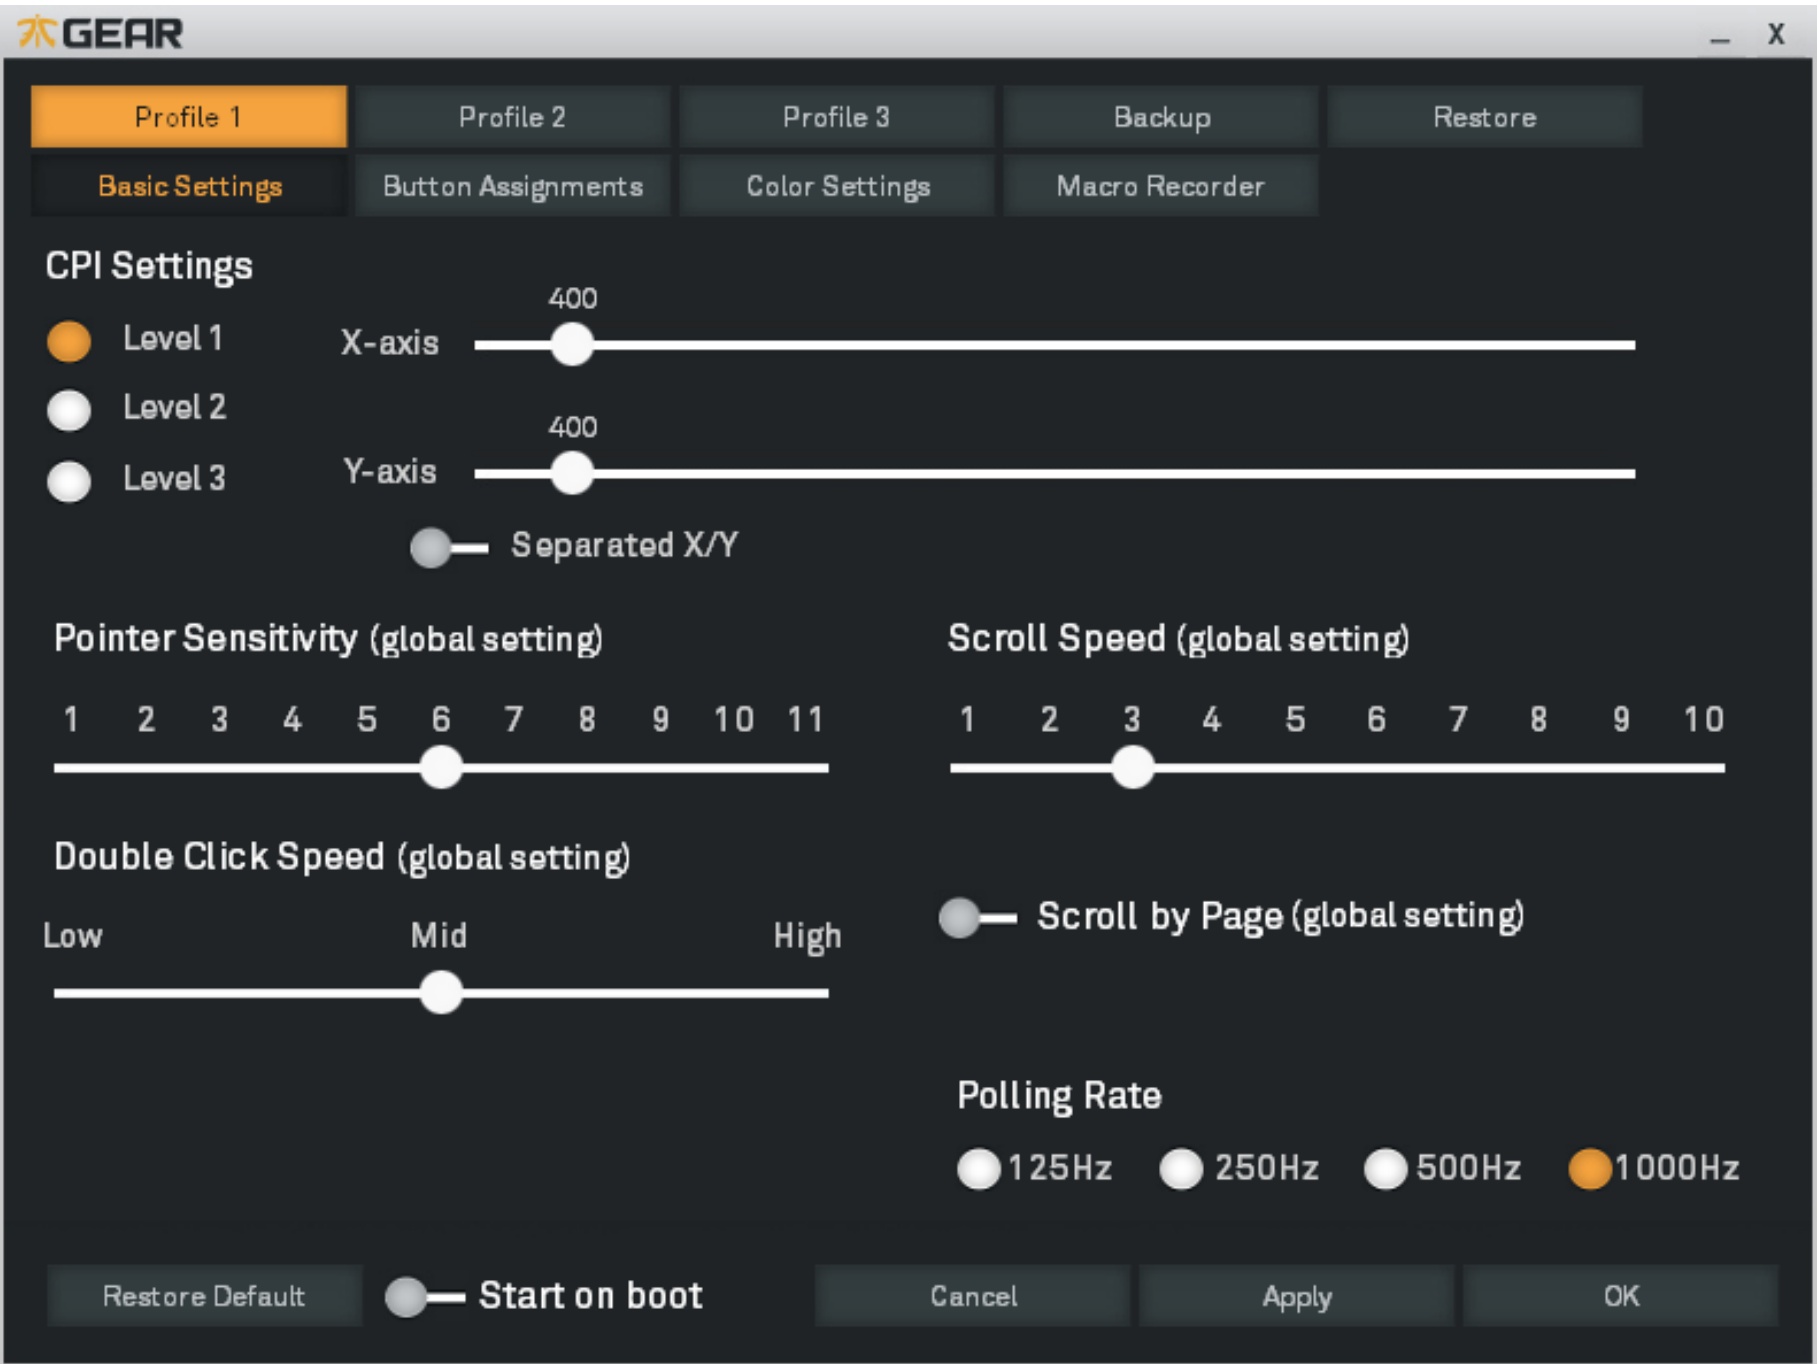 GEAR
_ X
Profile 1 Profile 2 Profile 3 Backup Restore
Basic Settings Button Assignments Color Settings Macro Recorder
CPI Settings
400
Level 1 X-axis
Level 2
400
Level 3 Y-axis
Separated X/Y
Pointer Sensitivity (global setting) Scroll Speed (global setting)
1 2 3 4 5 6 7 8 9 10 11 1 2 3 4 5 6 7 8 9 10
Double Click Speed (global setting)
Scroll by Page (global setting)
Low Mid High
Polling Rate
125Hz 250Hz 500Hz 1000Hz
Restore Default Start on boot Cancel Apply OK